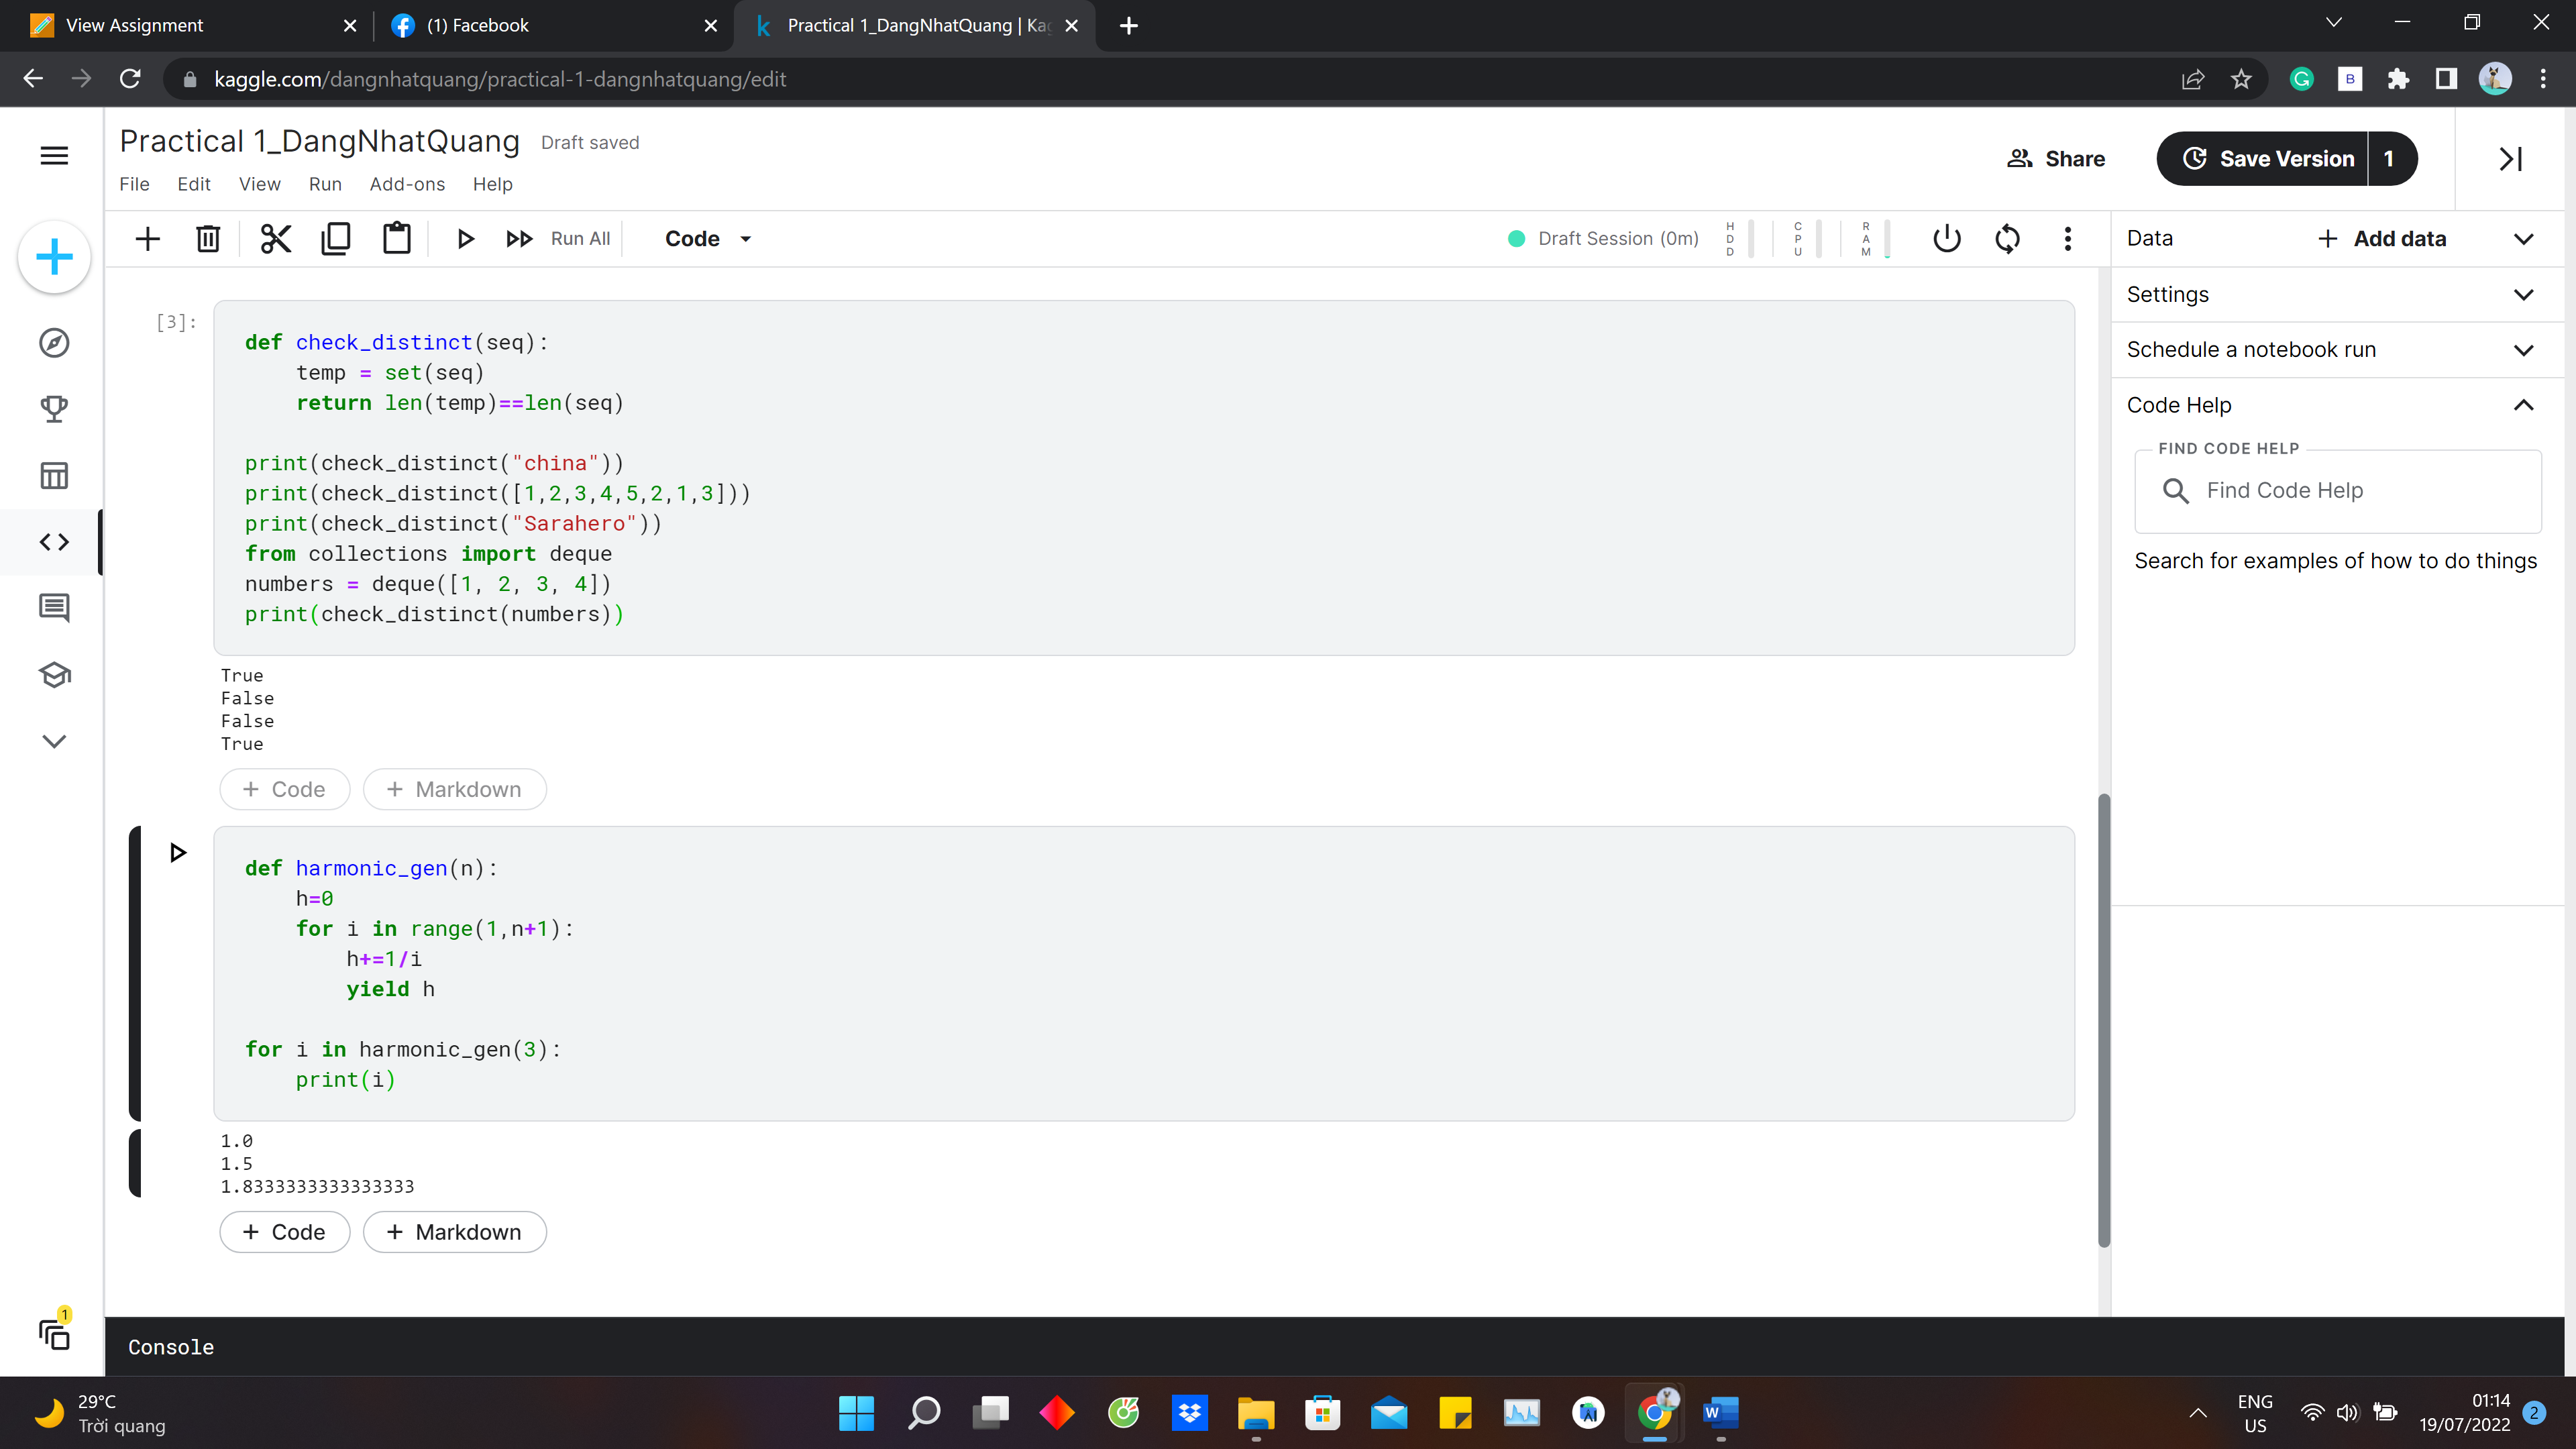 View Assignment
(1) Facebook
Practical 1_DangNhatQuang | Kag
kaggle.com/dangnhatquang/practical-1-dangnhatquang/edit
Practical 1_DangNhatQuang Draft saved
File Edit View Run Add-ons Help
Share
Save Version 1
Run All
Code
Draft Session (0m)
HDD
CPU
RAM
Data
+ Add data
Settings
Schedule a notebook run
Code Help
FIND CODE HELP
Find Code Help
Search for examples of how to do things
[3]:
def check_distinct(seq):
    temp = set(seq)
    return len(temp)==len(seq)
print(check_distinct("china"))
print(check_distinct([1,2,3,4,5,2,1,3]))
print(check_distinct("Sarahero"))
from collections import deque
numbers = deque([1, 2, 3, 4])
print(check_distinct(numbers))
True
False
False
True
+ Code + Markdown
def harmonic_gen(n):
    h=0
    for i in range(1,n+1):
        h+=1/i
        yield h
for i in harmonic_gen(3):
    print(i)
1.0
1.5
1.8333333333333333
+ Code + Markdown
1
Console
29°C
Trời quang
ENG
US
01:14
19/07/2022
2